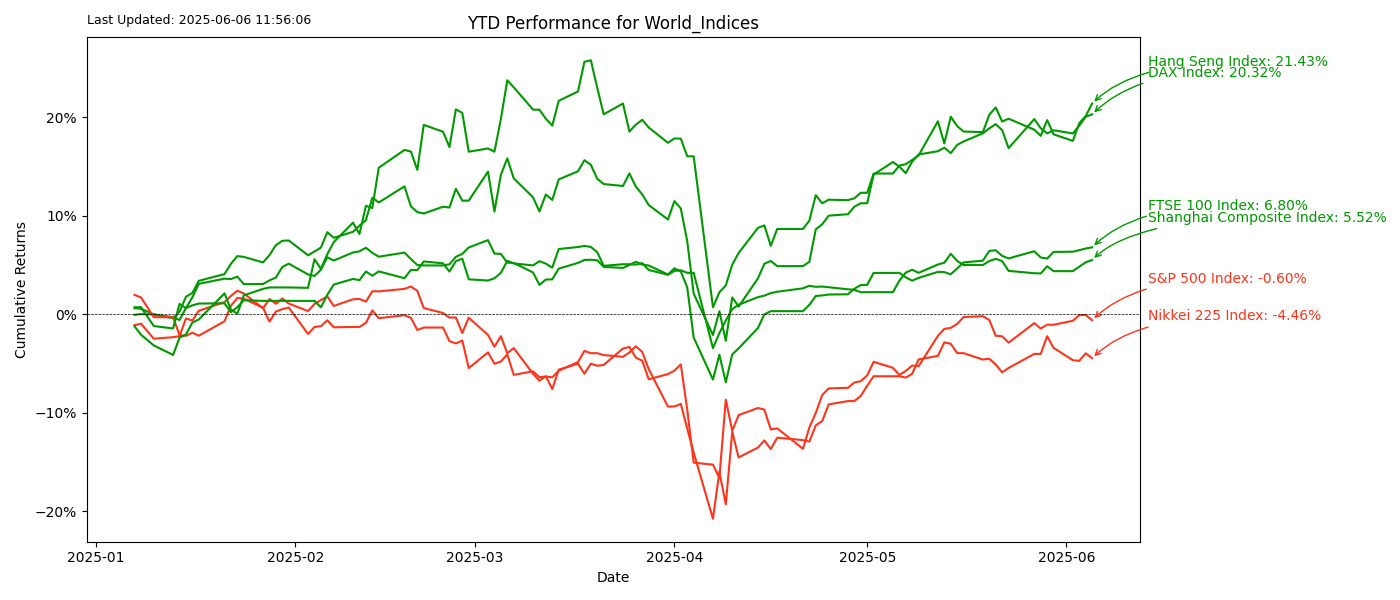 Last Updated: 2025-06-06 11:56:06
YTD Performance for World_Indices
Hang Seng Index: 21.43%
DAX Index: 20.32%
FTSE 100 Index: 6.80%
Shanghai Composite Index: 5.52%
S&P 500 Index: -0.60%
Nikkei 225 Index: -4.46%
Cumulative Returns
20%
10%
0%
−10%
−20%
2025-01
2025-02
2025-03
2025-04
2025-05
2025-06
Date